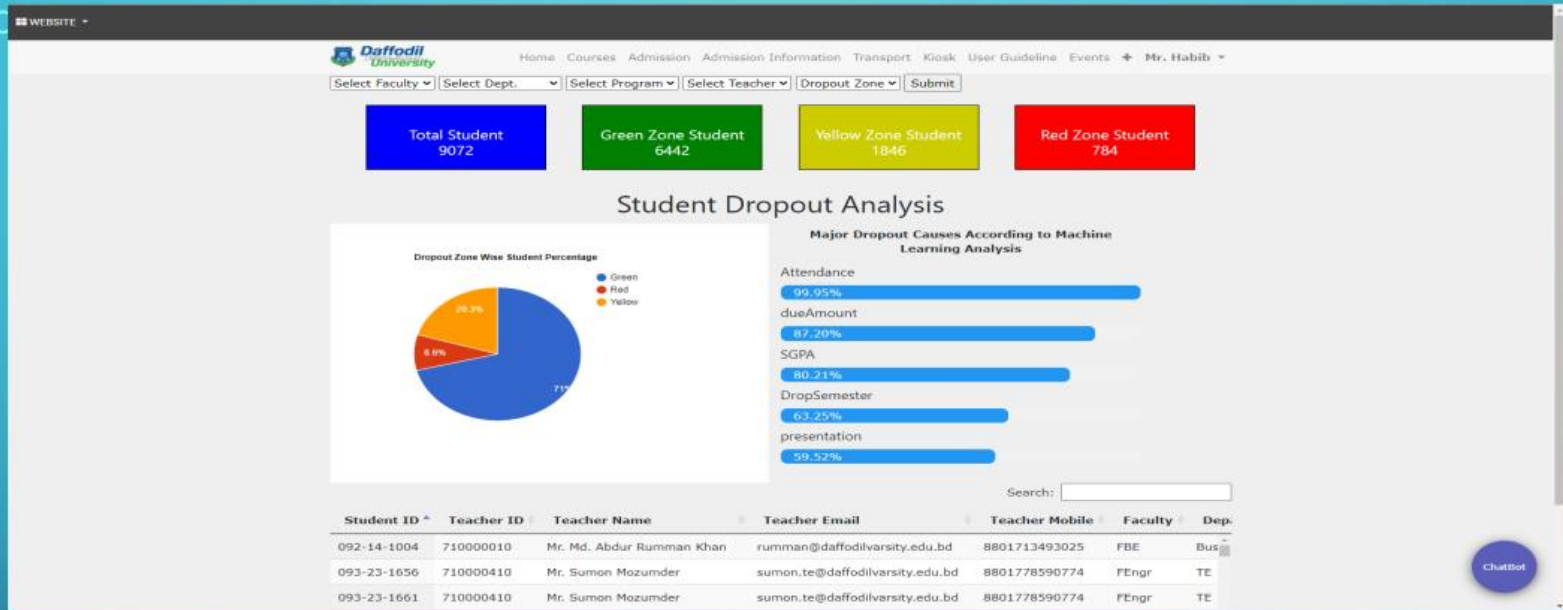 WEBSITE
Daffodil University
Home Courses Admission Admission Information Transport Kiosk User Guideline Events Mr. Habib
Select Faculty Select Dept. Select Program Select Teacher Dropout Zone Submit
Total Student
9072
Green Zone Student
6442
Yellow Zone Student
1846
Red Zone Student
784
Student Dropout Analysis
Dropout Zone Wise Student Percentage
Green
Red
Yellow
20.3%
8.6%
71%
Major Dropout Causes According to Machine
Learning Analysis
Attendance
99.95%
dueAmount
87.20%
SGPA
80.21%
DropSemester
63.25%
presentation
59.52%
Search:
Student ID Teacher ID Teacher Name Teacher Email Teacher Mobile Faculty Dep.
092-14-1004 710000010 Mr. Md. Abdur Rumman Khan rumman@daffodilvarsity.edu.bd 8801713493025 FBE Bus
093-23-1656 710000410 Mr. Sumon Mozumder sumon.te@daffodilvarsity.edu.bd 8801778590774 FEngr TE
093-23-1661 710000410 Mr. Sumon Mozumder sumon.te@daffodilvarsity.edu.bd 8801778590774 FEngr TE
ChatBot